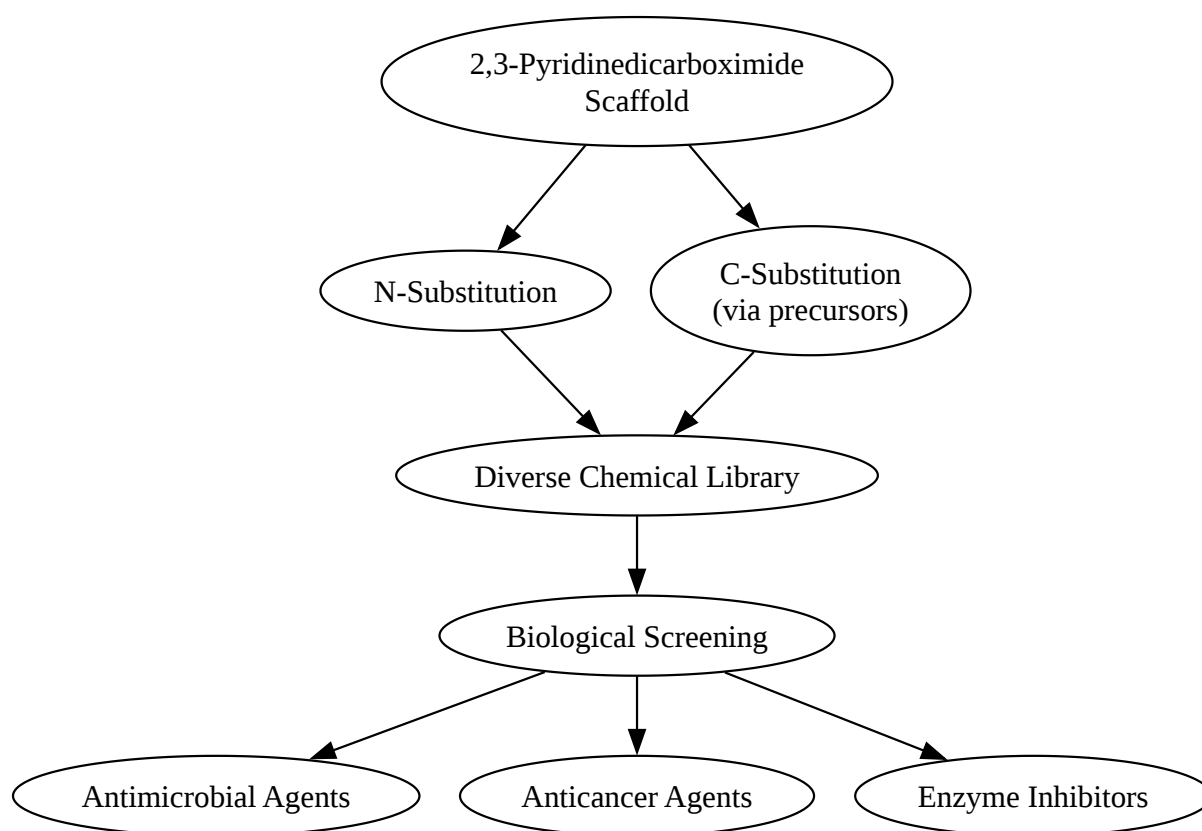 2,3-Pyridinedicarboximide
Scaffold
N-Substitution
C-Substitution
(via precursors)
Diverse Chemical Library
Biological Screening
Antimicrobial Agents
Anticancer Agents
Enzyme Inhibitors